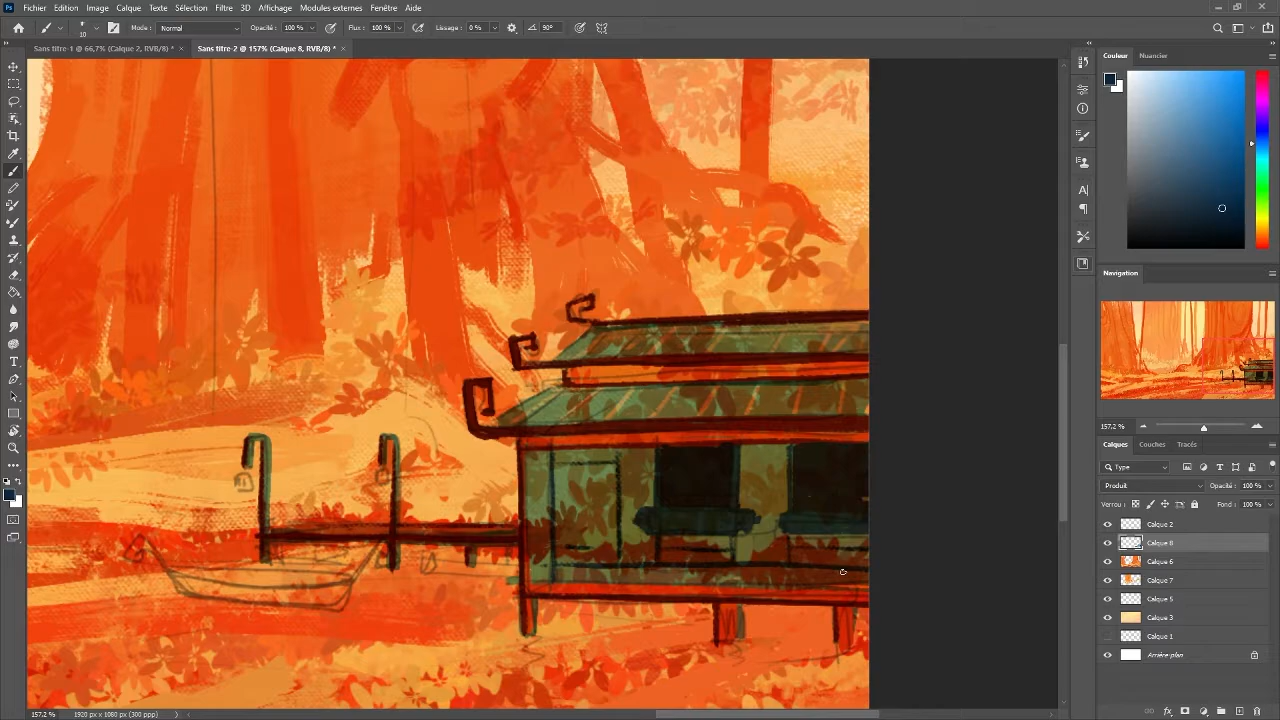 Ps Fichier Edition Image Calque Texte Sélection Filtre 3D Affichage Modules externes Fenêtre Aide
10 Mode : Normal Opacité : 100 % Flux : 100 % Lissage : 0 % 90°
Sans titre-1 @ 66,7% (Calque 2, RVB/8) * × Sans titre-2 @ 157% (Calque 8, RVB/8) * ×
Couleur Nuancier
Navigation
157.2 %
Calques Couches Tracés
Type
Produit Opacité : 100 %
Verrou : Fond : 100 %
Calque 2
Calque 8
Calque 6
Calque 7
Calque 5
Calque 3
Calque 1
Arrière-plan
157.2 % 1920 px x 1080 px (300 ppp)